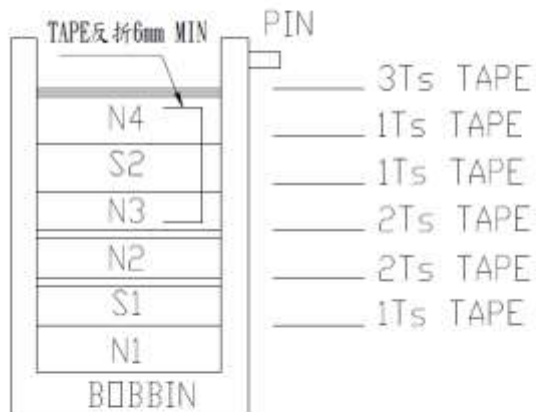 PIN
TAPE反折6mm MIN
3Ts TAPE
N4
1Ts TAPE
S2
1Ts TAPE
N3
2Ts TAPE
N2
2Ts TAPE
S1
1Ts TAPE
N1
BOBBIN